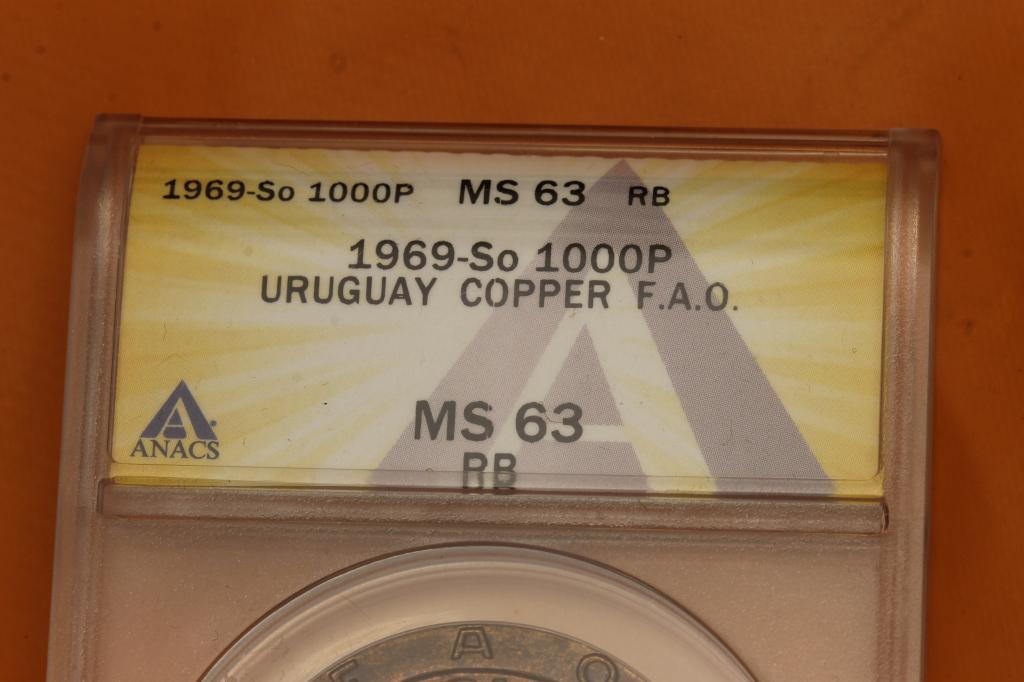 1969-So 1000P MS 63 RB
1969-So 1000P
URUGUAY COPPER F.A.O.
MS 63
RB
ANACS
F A O